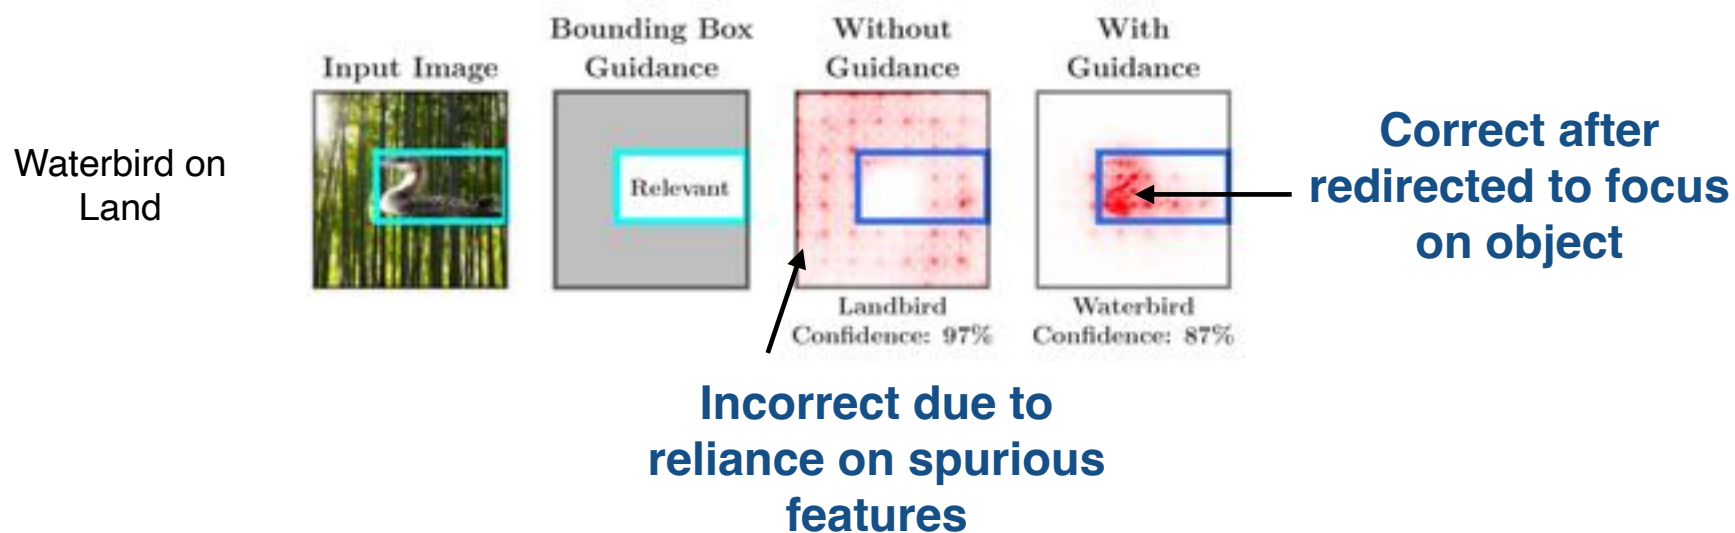 Waterbird on
Land
Input Image
Bounding Box
Guidance
Relevant
Without
Guidance
Landbird
Confidence: 97%
With
Guidance
Waterbird
Confidence: 87%
Correct after
redirected to focus
on object
Incorrect due to
reliance on spurious
features